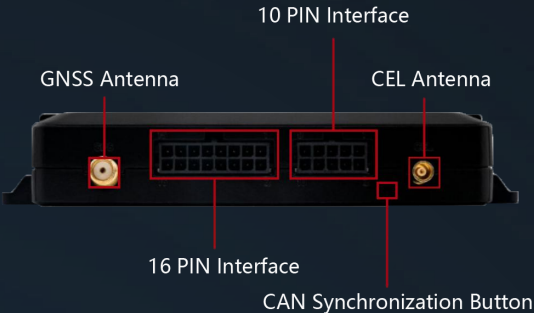 10 PIN Interface
GNSS Antenna
CEL Antenna
16 PIN Interface
CAN Synchronization Button